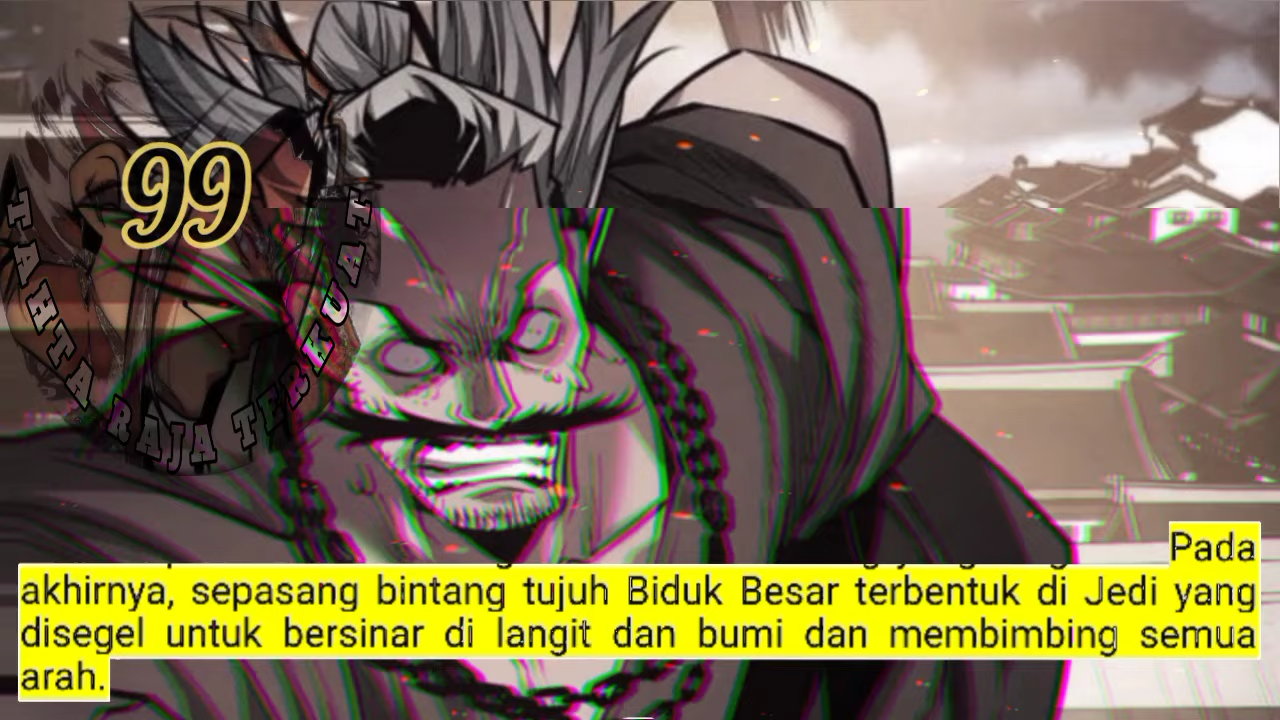 99
TAHTA RAJA TERKUAT
Pada
akhirnya, sepasang bintang tujuh Biduk Besar terbentuk di Jedi yang
disegel untuk bersinar di langit dan bumi dan membimbing semua
arah.